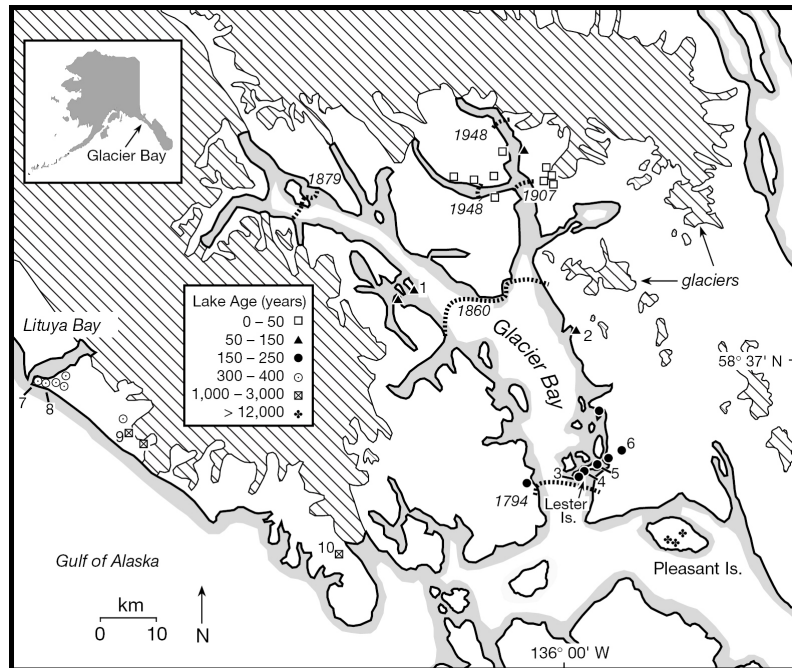 Glacier Bay
1948
1879
1948
1907
glaciers
1
Lake Age (years)
0 – 50
50 – 150
150 – 250
300 – 400
1,000 – 3,000
> 12,000
1860
Glacier Bay
2
Lituya Bay
58° 37' N
7
8
9
6
3
5
4
1794
Lester
Is.
10
Gulf of Alaska
Pleasant Is.
km
0 10
N
136° 00' W